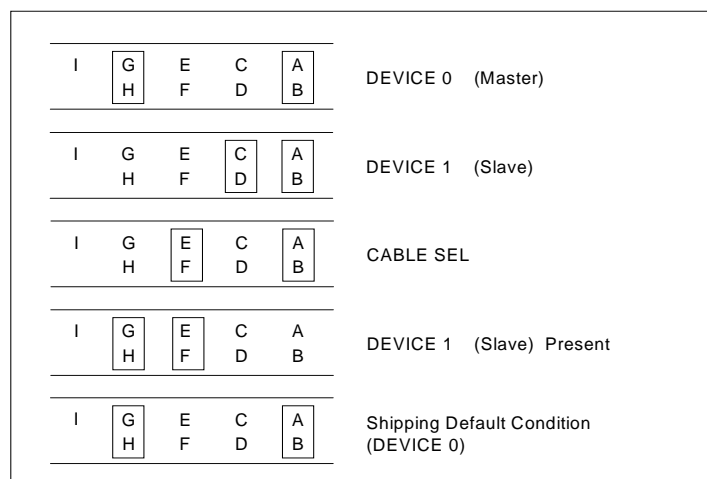 I G E C A
H F D B
DEVICE 0 (Master)
I G E C A
H F D B
DEVICE 1 (Slave)
I G E C A
H F D B
CABLE SEL
I G E C A
H F D B
DEVICE 1 (Slave) Present
I G E C A
H F D B
Shipping Default Condition
(DEVICE 0)